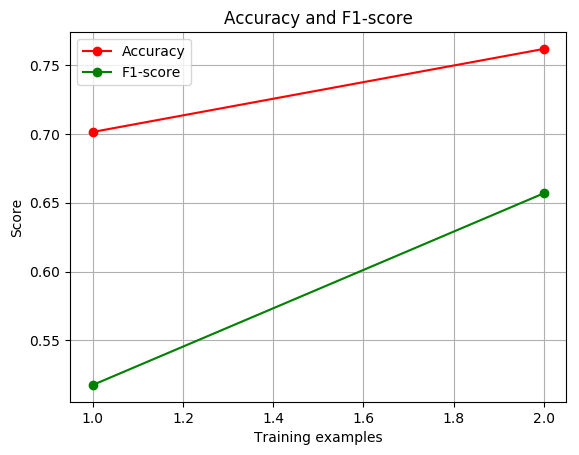 Accuracy and F1-score
Accuracy
F1-score
0.75
0.70
0.65
0.60
0.55
Score
1.0 1.2 1.4 1.6 1.8 2.0
Training examples